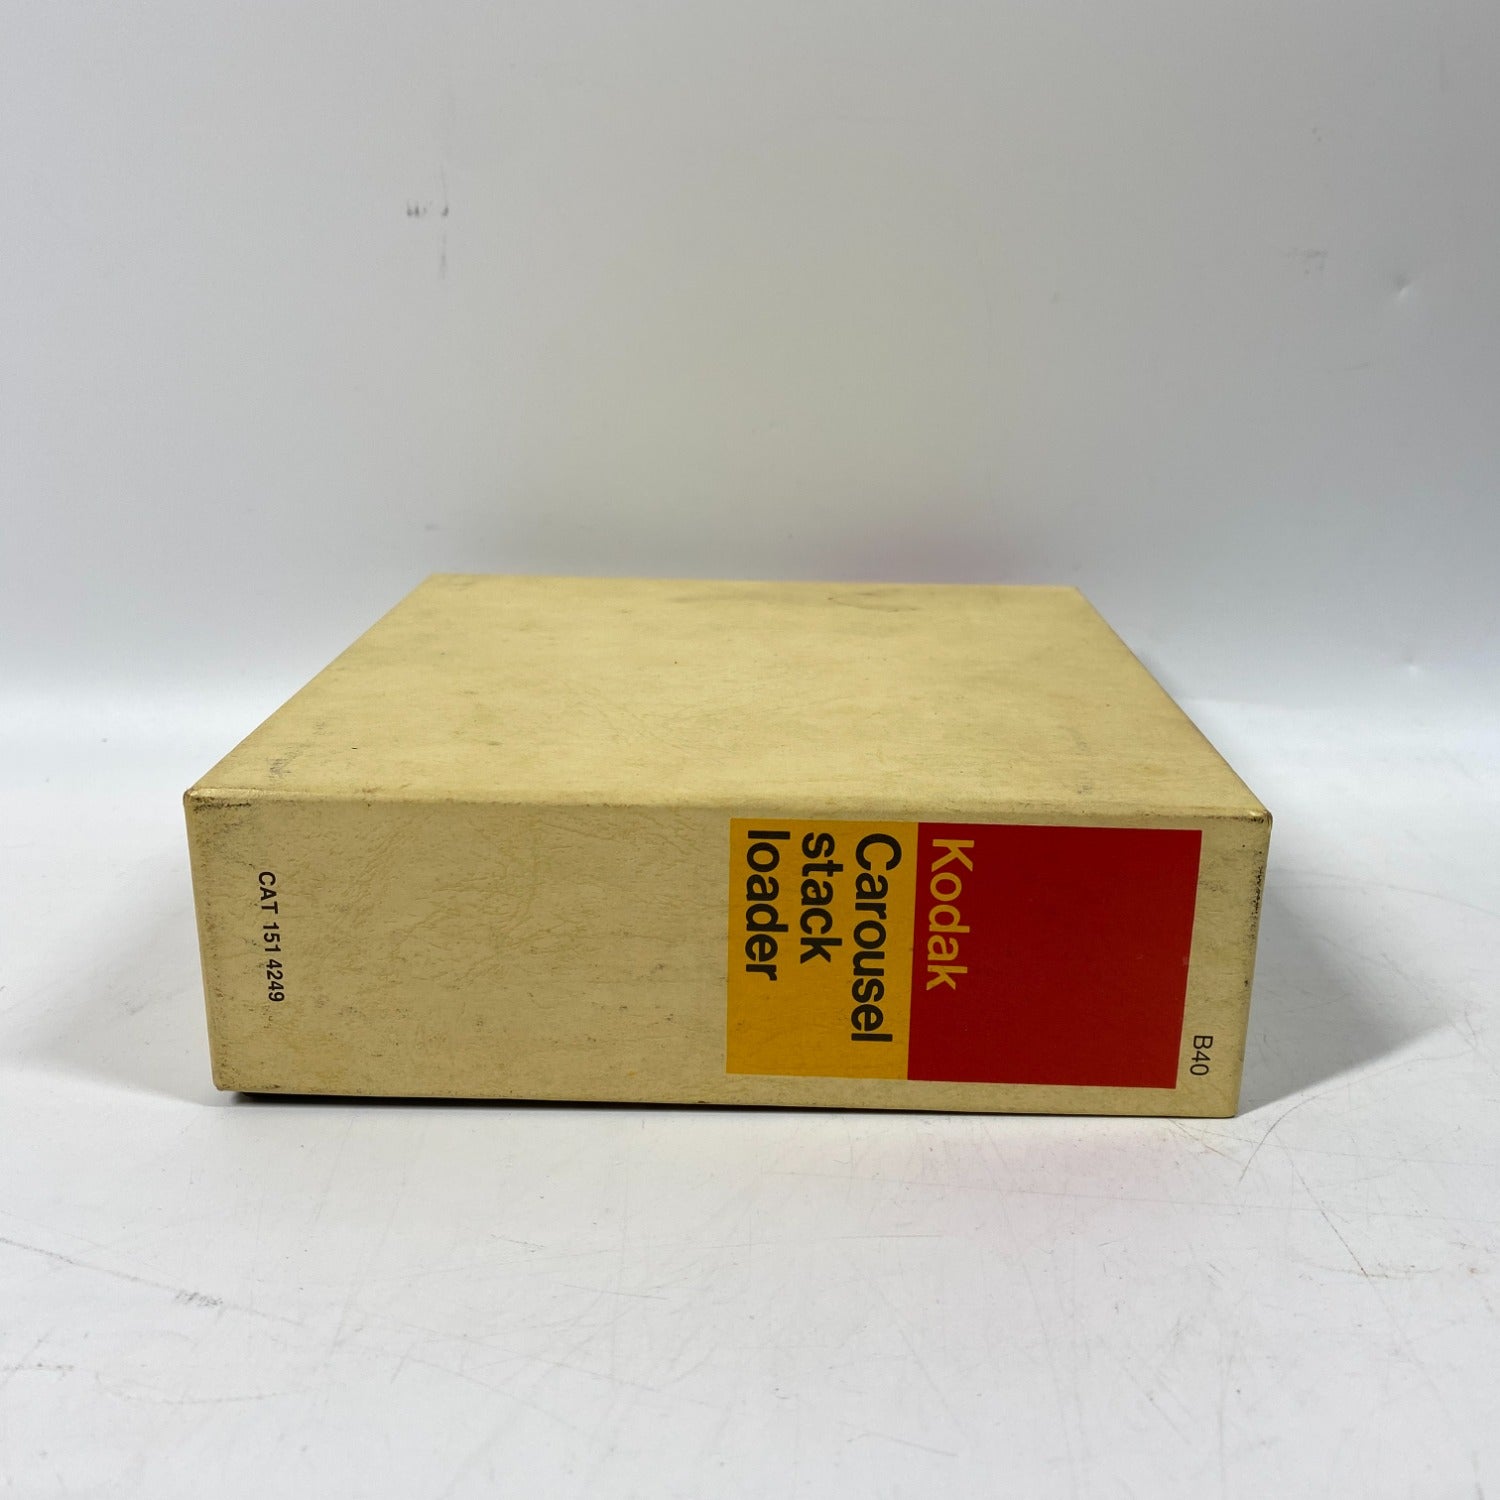 B40
Kodak
Carousel
stack
loader
CAT 151 4249